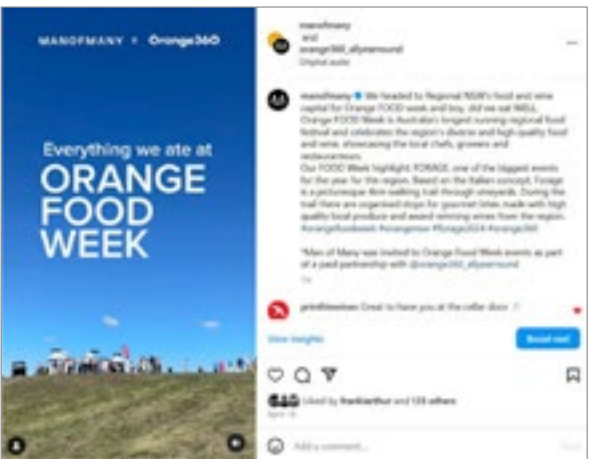 MANOFMANY × Orange360
Everything we ate at
ORANGE
FOOD
WEEK
manofmany
and
orange360_allyearround
Original audio
manofmany We headed to Regional NSW's food and wine
capital for Orange FOOD week and boy, did we eat WELL.
Orange FOOD Week is Australia's longest running regional food
festival and celebrates the region's diverse and high quality food
and wine, showcasing the local chefs, growers and
restauranteurs.
Our FOOD Week highlight: FORAGE, one of the biggest events
for the year for this region. Based on the Italian concept, Forage
is a picturesque 4km walking trail through vineyards. During the
trail there are organised stops for gourmet bites made with high
quality local produce and award winning wines from the region.
#orangefoodweek #orangensw #forage2024 #orange360
*Man of Many was invited to Orange Food Week events as part
of a paid partnership with @orange360_allyearround
printhiewines Great to have you at the cellar door
View insights
Boost reel
Liked by frankiarthur and 135 others
Add a comment...